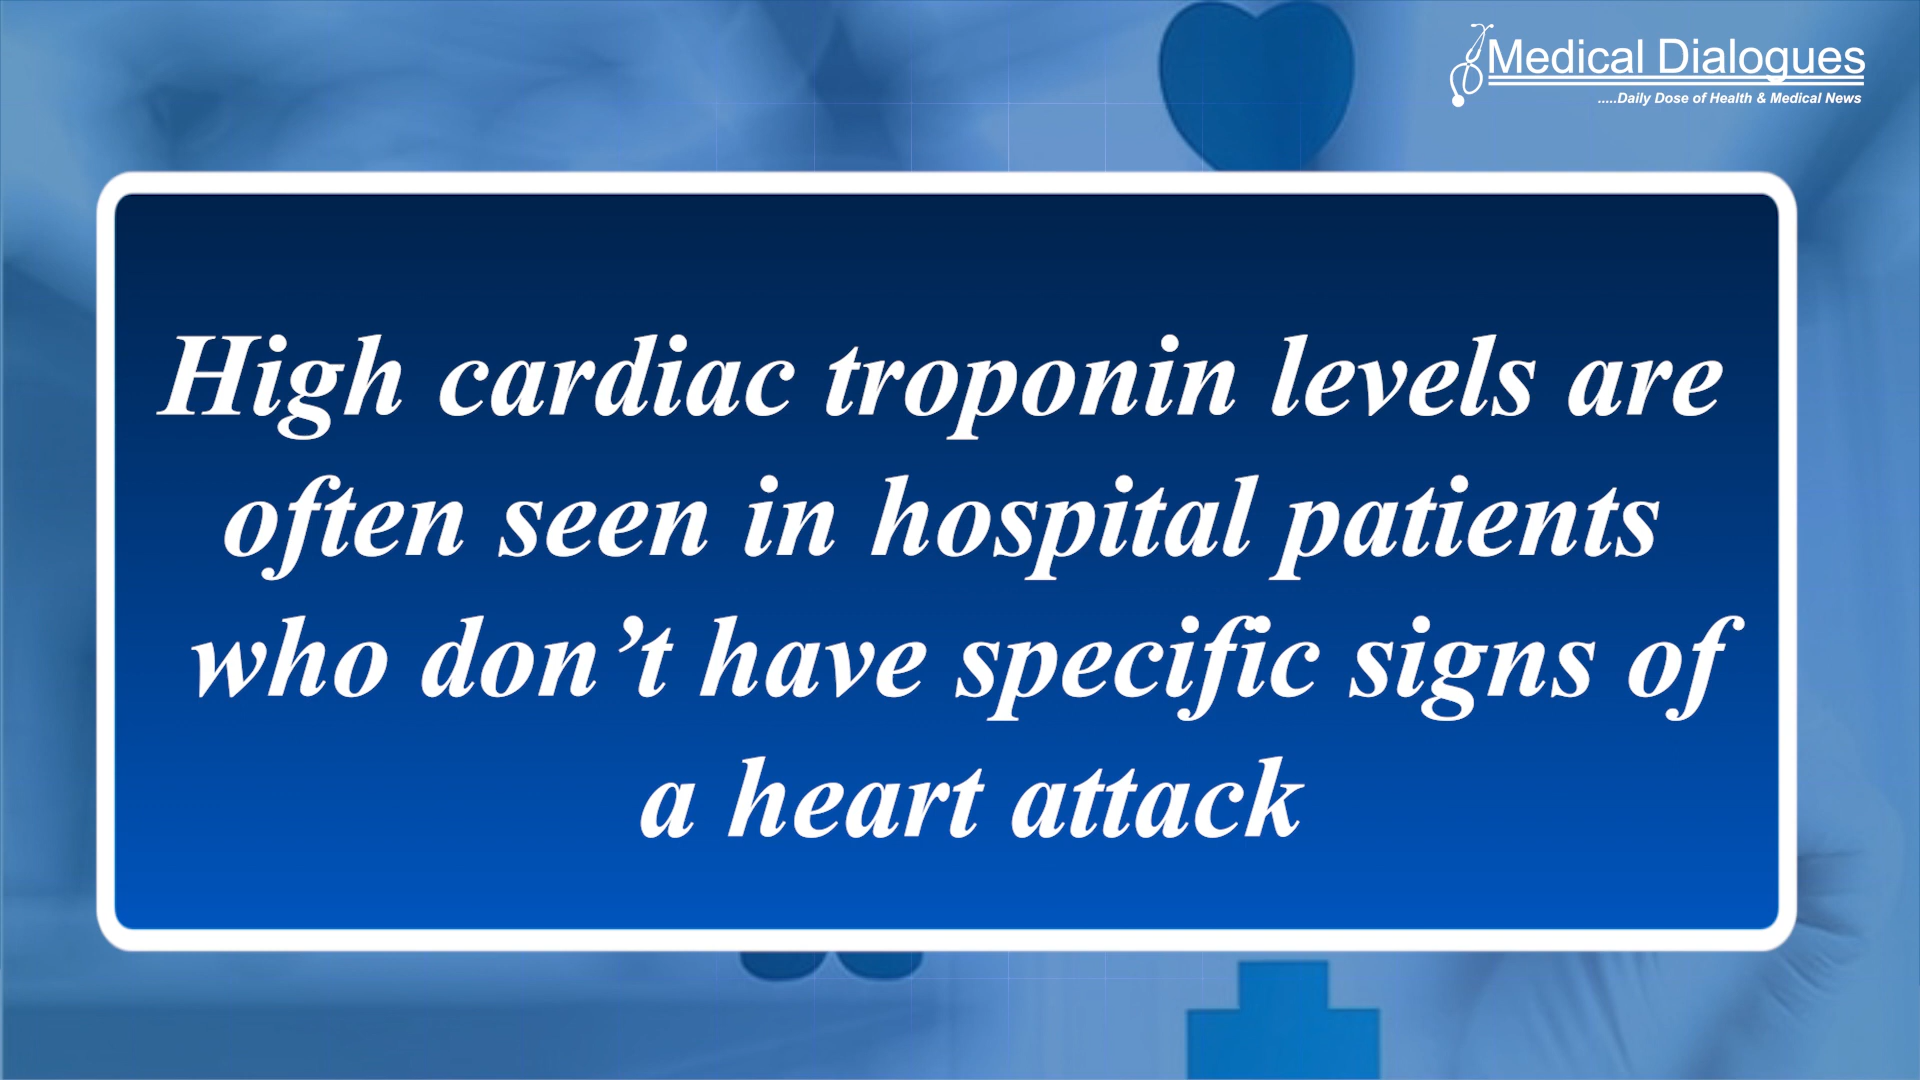 Medical Dialogues
.....Daily Dose of Health & Medical News
High cardiac troponin levels are
often seen in hospital patients
who don’t have specific signs of
a heart attack